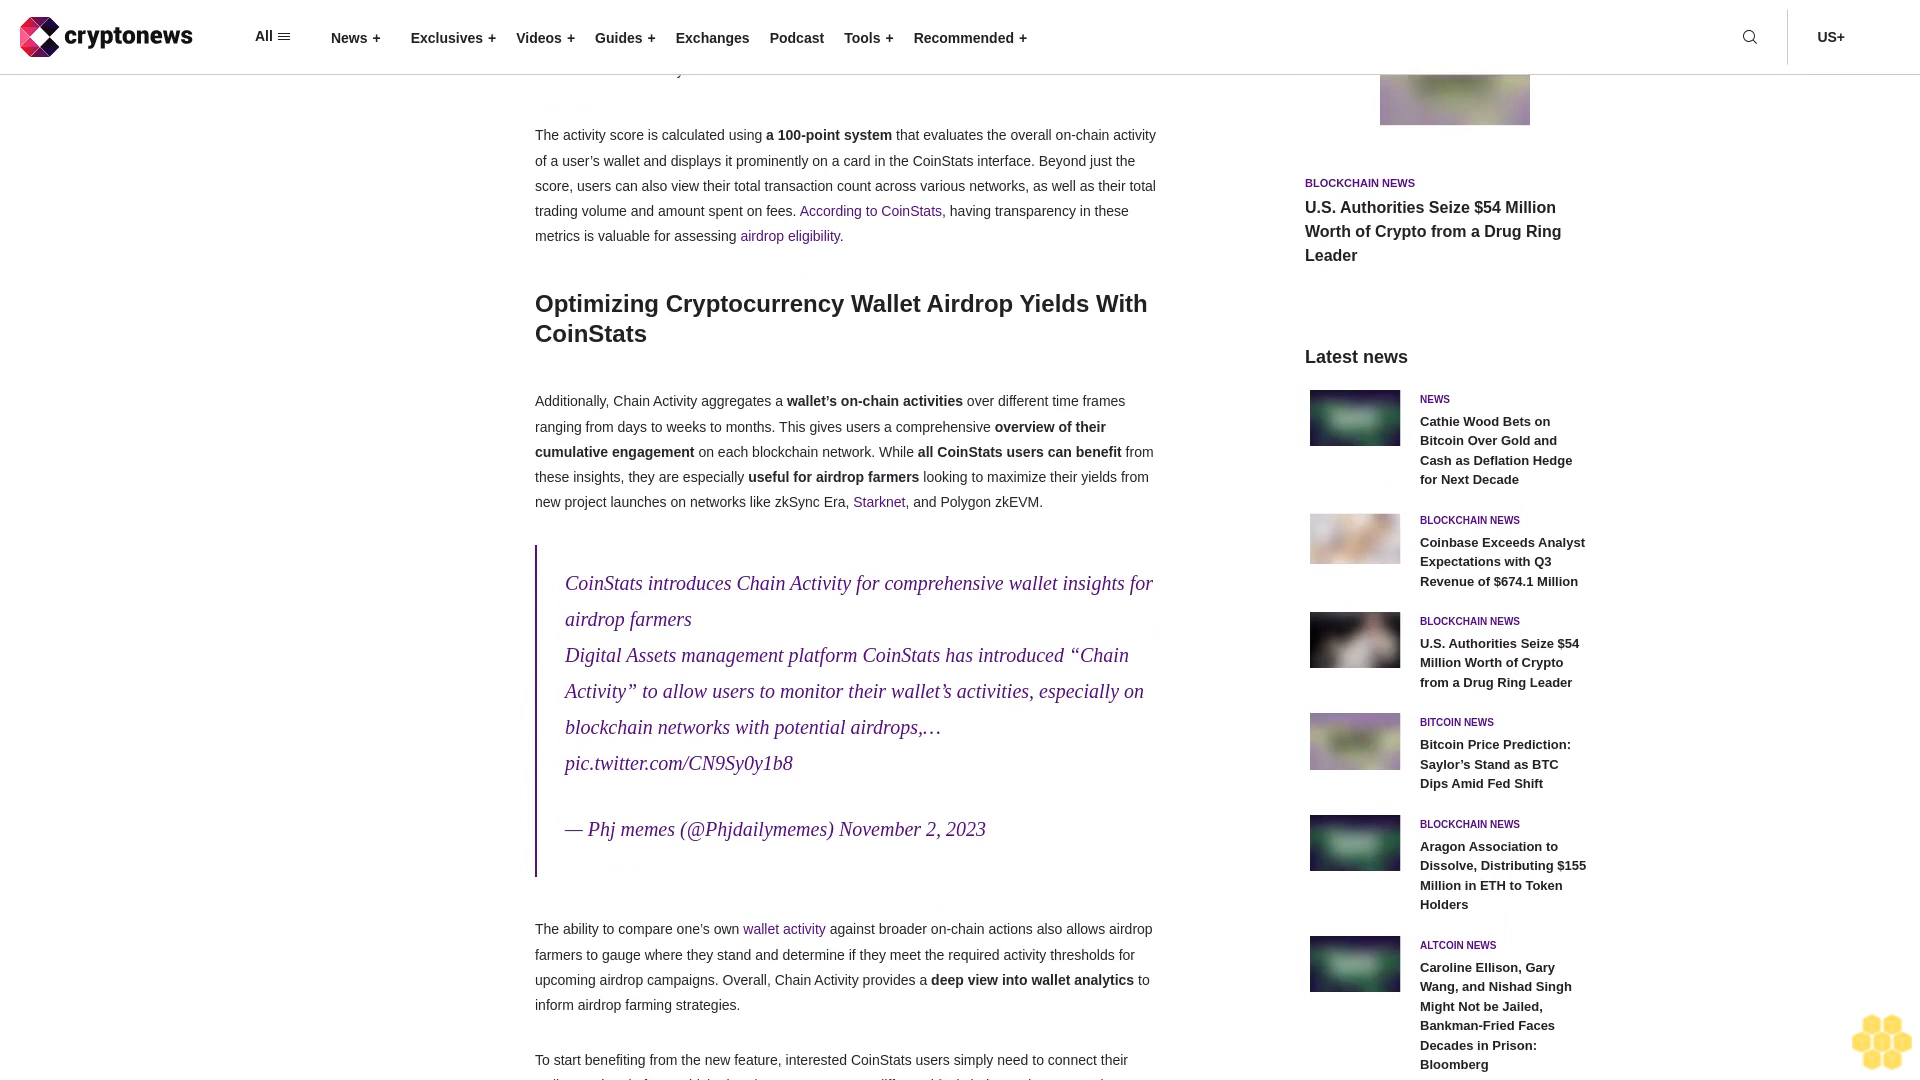 cryptonews
All
News +
Exclusives +
Videos +
Guides +
Exchanges
Podcast
Tools +
Recommended +
US+
The activity score is calculated using a 100-point system that evaluates the overall on-chain activity
of a user’s wallet and displays it prominently on a card in the CoinStats interface. Beyond just the
score, users can also view their total transaction count across various networks, as well as their total
trading volume and amount spent on fees. According to CoinStats, having transparency in these
metrics is valuable for assessing airdrop eligibility.
Optimizing Cryptocurrency Wallet Airdrop Yields With
CoinStats
Additionally, Chain Activity aggregates a wallet’s on-chain activities over different time frames
ranging from days to weeks to months. This gives users a comprehensive overview of their
cumulative engagement on each blockchain network. While all CoinStats users can benefit from
these insights, they are especially useful for airdrop farmers looking to maximize their yields from
new project launches on networks like zkSync Era, Starknet, and Polygon zkEVM.
CoinStats introduces Chain Activity for comprehensive wallet insights for
airdrop farmers
Digital Assets management platform CoinStats has introduced “Chain
Activity” to allow users to monitor their wallet’s activities, especially on
blockchain networks with potential airdrops,…
pic.twitter.com/CN9Sy0y1b8
— Phj memes (@Phjdailymemes) November 2, 2023
The ability to compare one’s own wallet activity against broader on-chain actions also allows airdrop
farmers to gauge where they stand and determine if they meet the required activity thresholds for
upcoming airdrop campaigns. Overall, Chain Activity provides a deep view into wallet analytics to
inform airdrop farming strategies.
To start benefiting from the new feature, interested CoinStats users simply need to connect their
BLOCKCHAIN NEWS
U.S. Authorities Seize $54 Million
Worth of Crypto from a Drug Ring
Leader
Latest news
NEWS
Cathie Wood Bets on
Bitcoin Over Gold and
Cash as Deflation Hedge
for Next Decade
BLOCKCHAIN NEWS
Coinbase Exceeds Analyst
Expectations with Q3
Revenue of $674.1 Million
BLOCKCHAIN NEWS
U.S. Authorities Seize $54
Million Worth of Crypto
from a Drug Ring Leader
BITCOIN NEWS
Bitcoin Price Prediction:
Saylor’s Stand as BTC
Dips Amid Fed Shift
BLOCKCHAIN NEWS
Aragon Association to
Dissolve, Distributing $155
Million in ETH to Token
Holders
ALTCOIN NEWS
Caroline Ellison, Gary
Wang, and Nishad Singh
Might Not be Jailed,
Bankman-Fried Faces
Decades in Prison:
Bloomberg